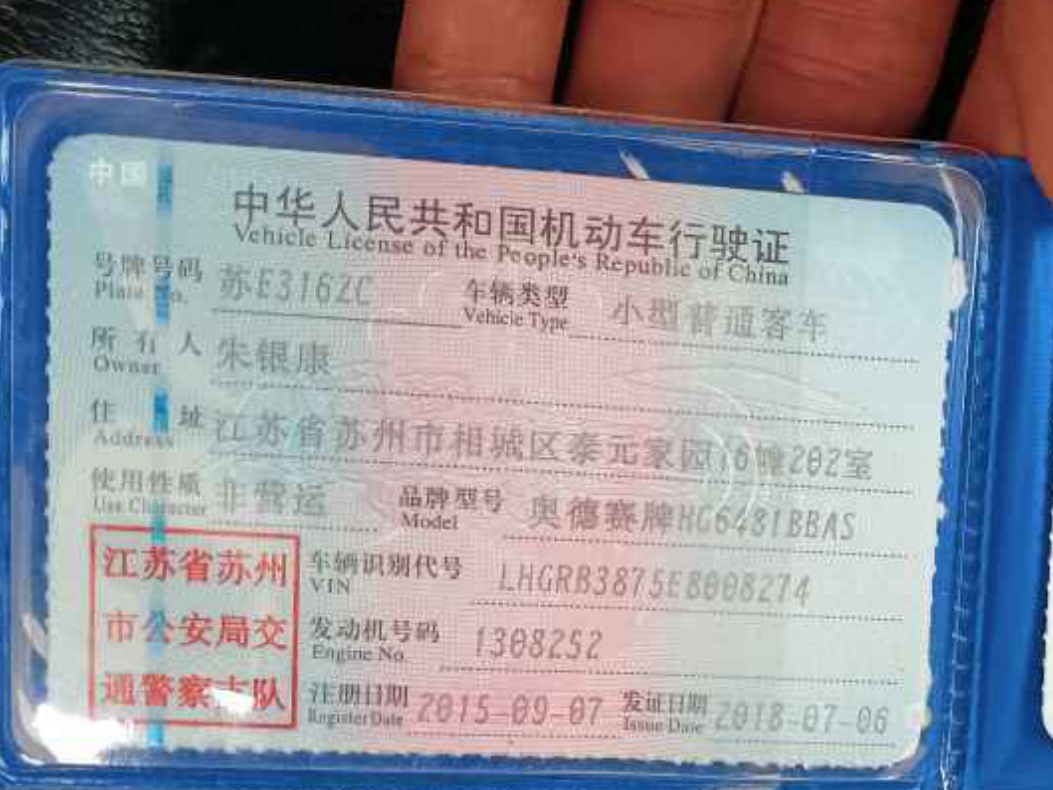 中国
中华人民共和国机动车行驶证
Vehicle License of the People's Republic of China
号牌号码 苏E3162C 车辆类型 小型普通客车
Plate No. Vehicle Type
所有人 朱银康
Owner
住址 江苏省苏州市相城区泰元家园16幢202室
Address
使用性质 非营运 品牌型号 奥德赛牌HG6481BBAS
Use Character Model
江苏省苏州
市公安局交
通警察支队
车辆识别代号 LHGRB3875E8008274
VIN
发动机号码 1308252
Engine No.
注册日期 2015-09-07 发证日期 2018-07-06
Register Date Issue Date